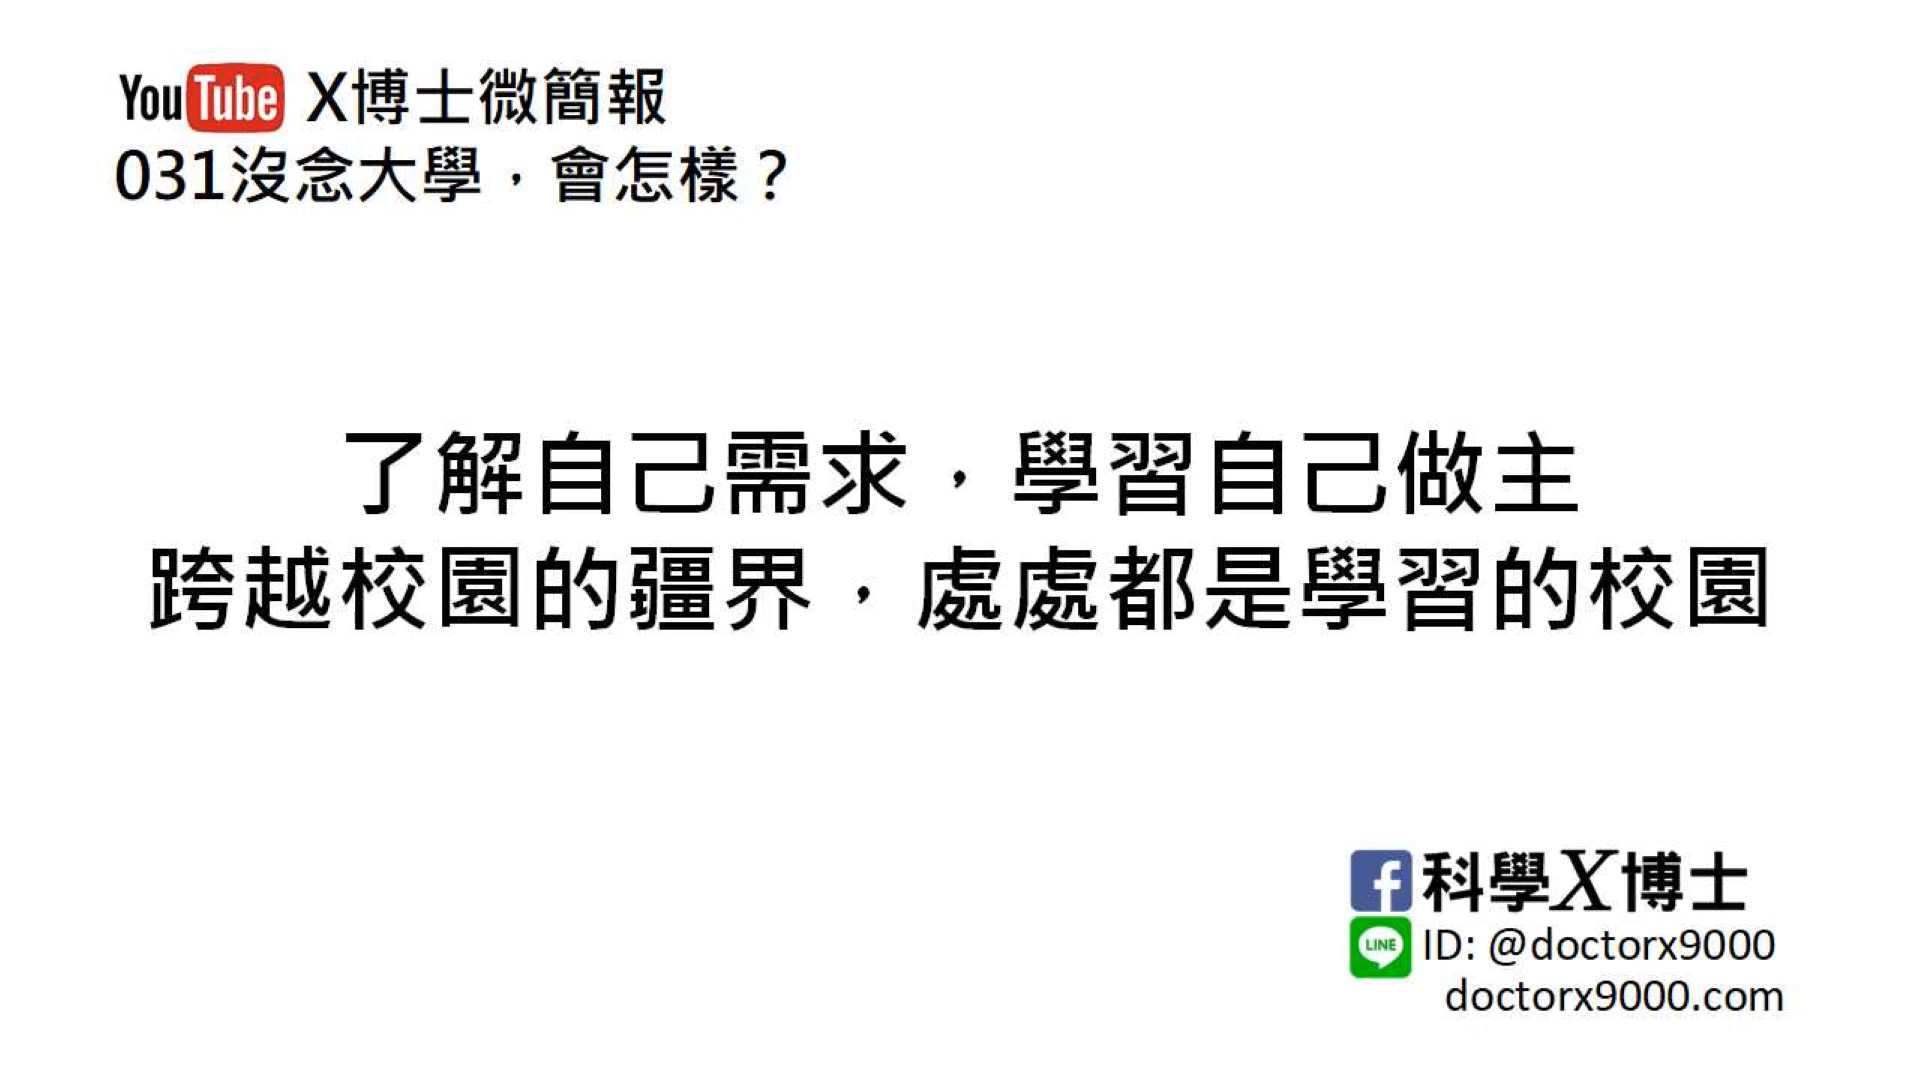 YouTube X博士微簡報
031沒念大學，會怎樣？
了解自己需求，學習自己做主
跨越校園的疆界，處處都是學習的校園
f 科學X博士
LINE ID: @doctorx9000
doctorx9000.com